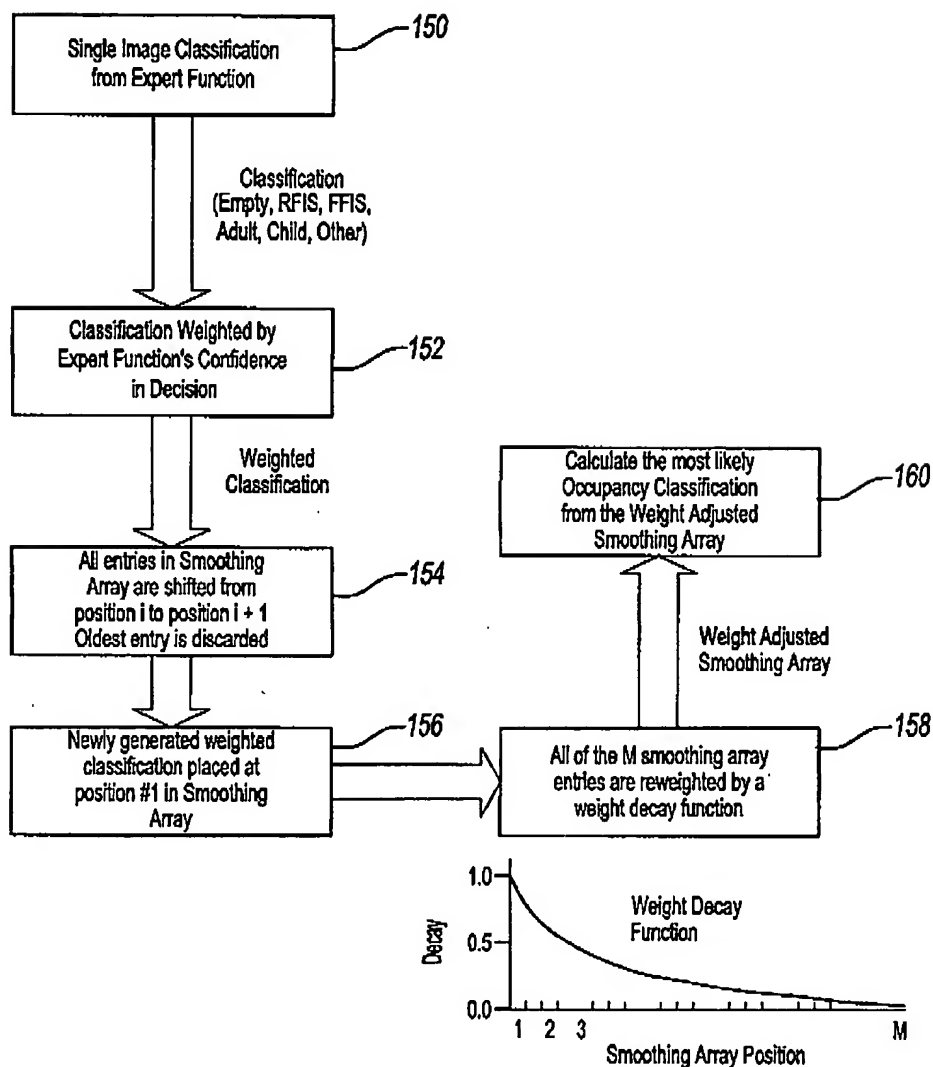 150
Single Image Classification
from Expert Function
Classification
(Empty, RFIS, FFIS,
Adult, Child, Other)
Classification Weighted by
Expert Function's Confidence
in Decision
152
Weighted
Classification
All entries in Smoothing
Array are shifted from
position i to position i + 1
Oldest entry is discarded
154
Newly generated weighted
classification placed at
position #1 in Smoothing
Array
156
Calculate the most likely
Occupancy Classification
from the Weight Adjusted
Smoothing Array
160
Weight Adjusted
Smoothing Array
All of the M smoothing array
entries are reweighted by a
weight decay function
158
Weight Decay
Function
Decay
1.0
0.5
0.0
1 2 3 M
Smoothing Array Position